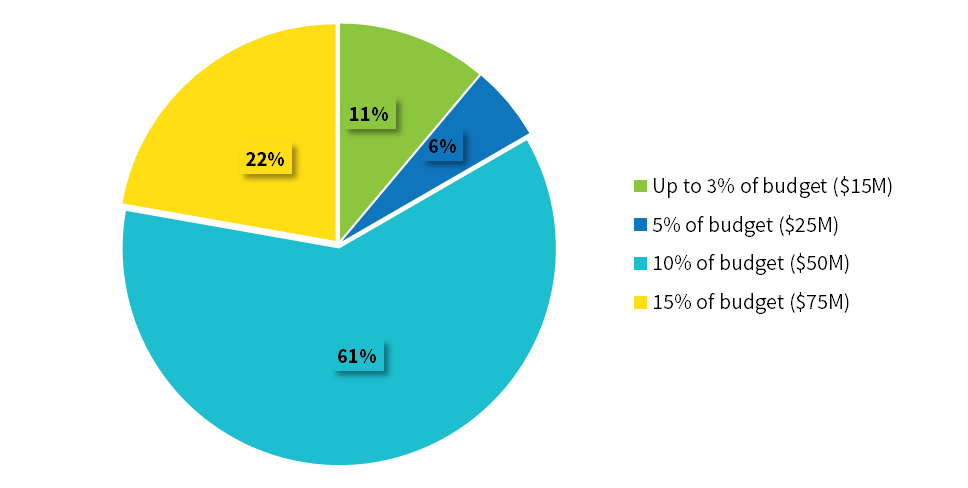 11%
6%
22%
61%
Up to 3% of budget ($15M)
5% of budget ($25M)
10% of budget ($50M)
15% of budget ($75M)